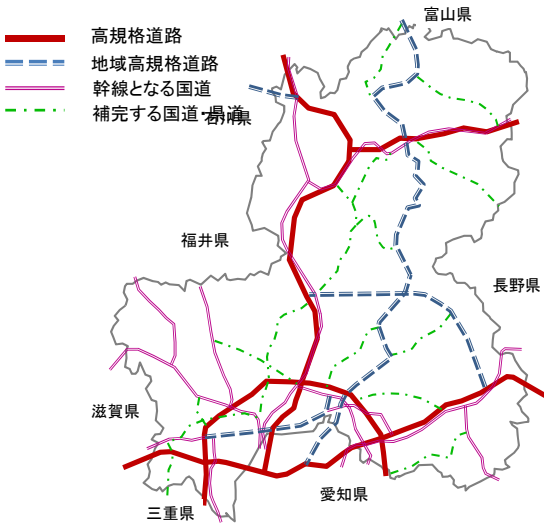 富山県
高規格道路
地域高規格道路
幹線となる国道
補完する国道・県道
石川県
福井県
長野県
滋賀県
愛知県
三重県